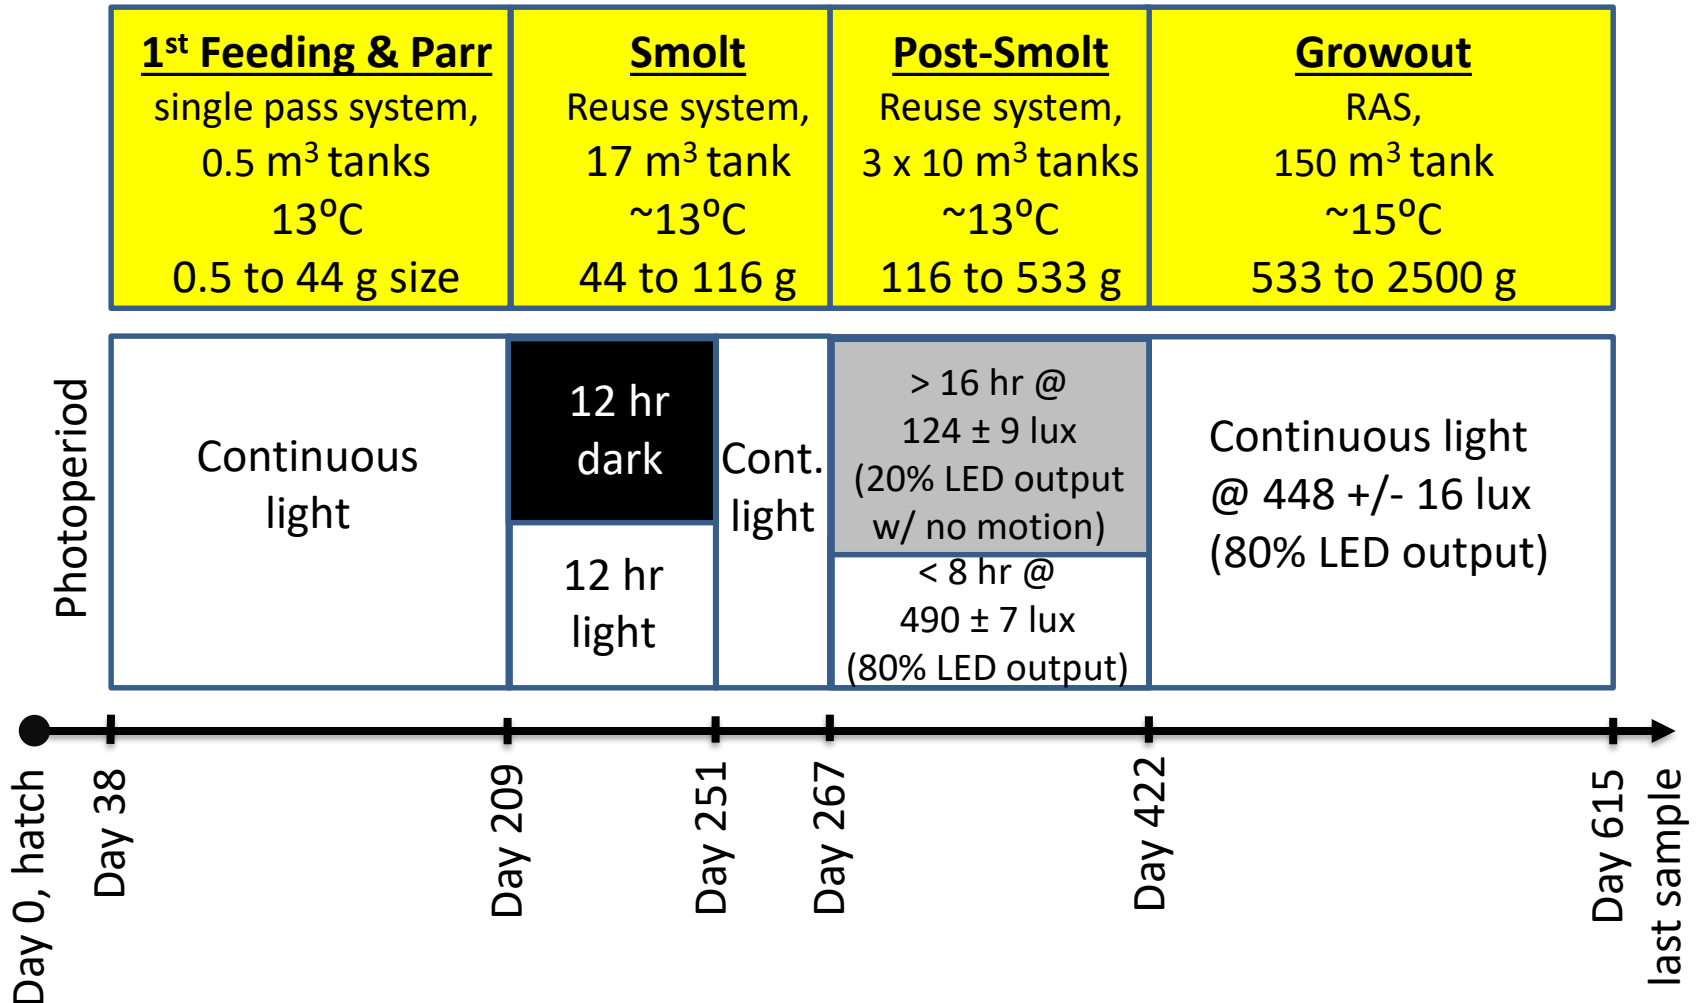 1st Feeding & Parr
single pass system,
0.5 m³ tanks
13⁰C
0.5 to 44 g size
Smolt
Reuse system,
17 m³ tank
~13⁰C
44 to 116 g
Post-Smolt
Reuse system,
3 x 10 m³ tanks
~13⁰C
116 to 533 g
Growout
RAS,
150 m³ tank
~15⁰C
533 to 2500 g
Photoperiod
Continuous
light
12 hr
dark
12 hr
light
Cont.
light
> 16 hr @
124 ± 9 lux
(20% LED output
w/ no motion)
< 8 hr @
490 ± 7 lux
(80% LED output)
Continuous light
@ 448 +/- 16 lux
(80% LED output)
Day 0, hatch
Day 38
Day 209
Day 251
Day 267
Day 422
Day 615
last sample